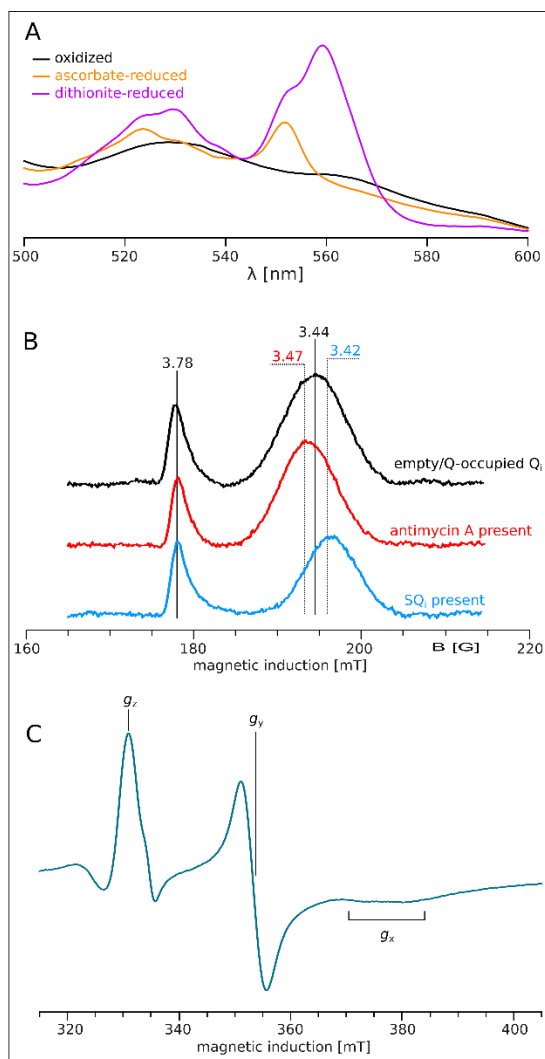 A
oxidized
ascorbate-reduced
dithionite-reduced
500 520 540 560 580 600
λ [nm]
B
3.44
3.78
3.47 3.42
empty/Q-occupied Qi
antimycin A present
SQi present
160 180 200 220
magnetic induction [mT]
B [G]
C
gz
gy
gx
320 340 360 380 400
magnetic induction [mT]